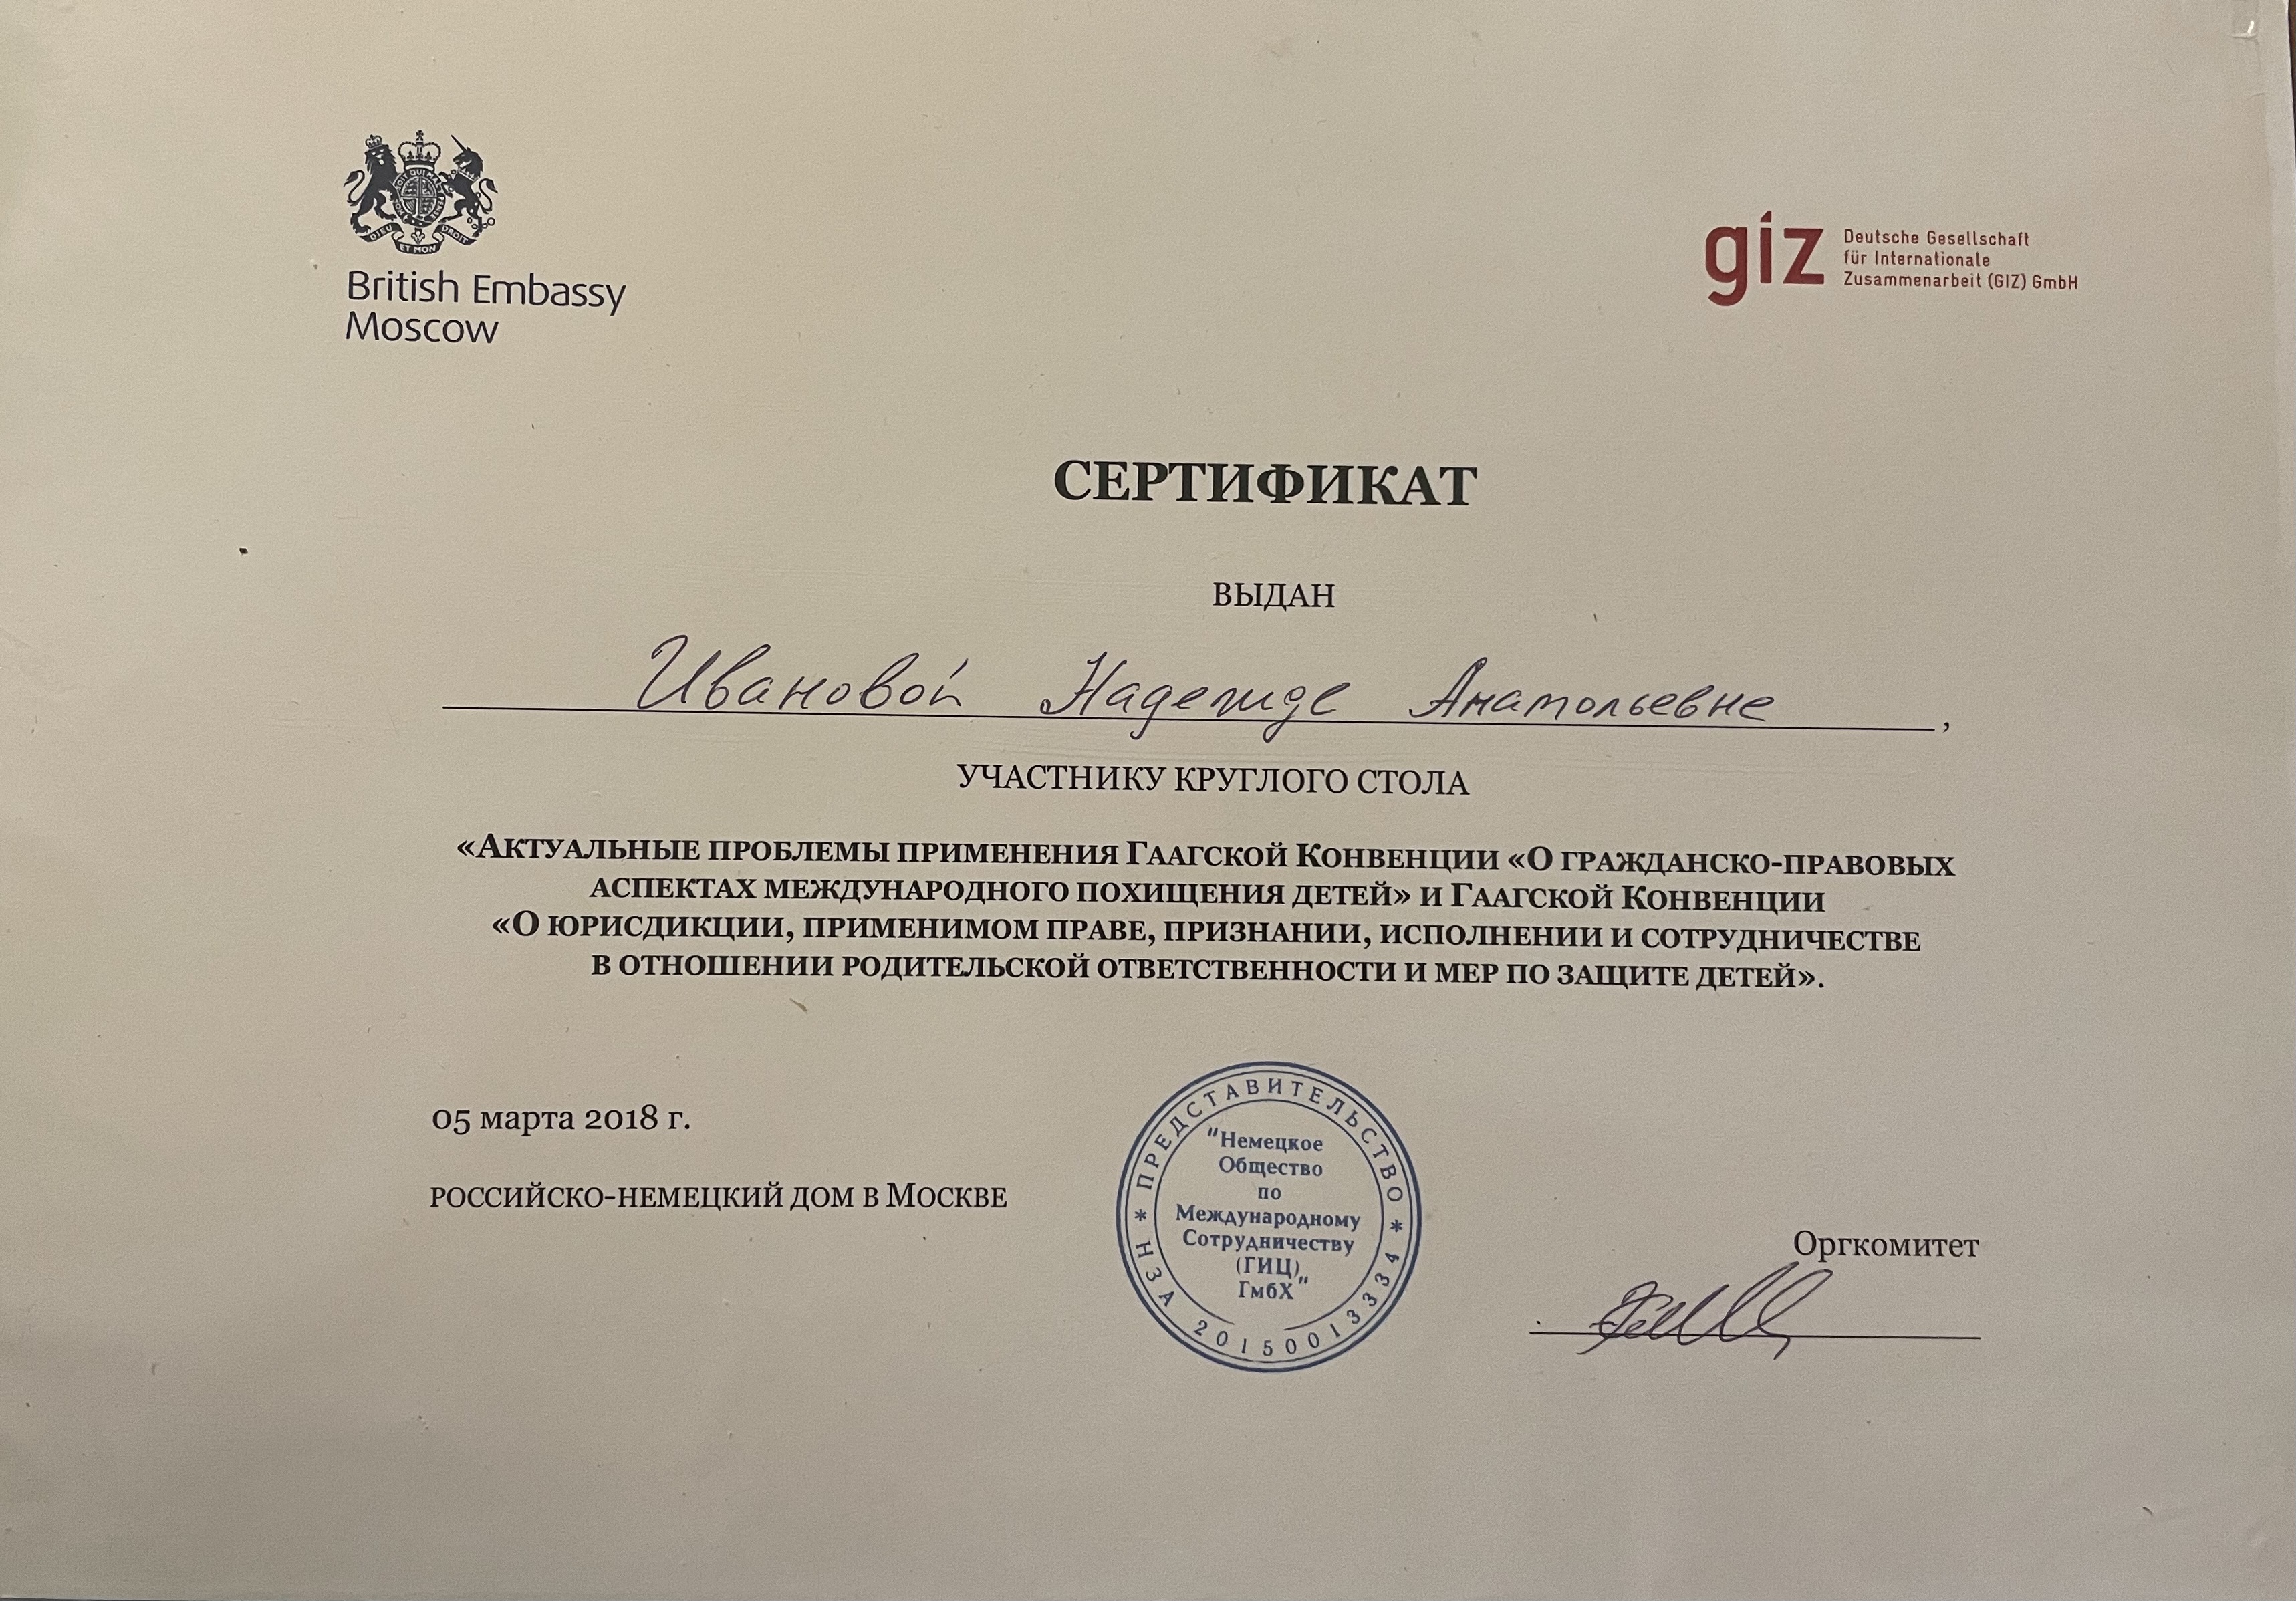 DIEU ET MON DROIT
British Embassy
Moscow
giz
Deutsche Gesellschaft
für Internationale
Zusammenarbeit (GIZ) GmbH
СЕРТИФИКАТ
ВЫДАН
Ивановой Надежде Анатольевне,
УЧАСТНИКУ КРУГЛОГО СТОЛА
«АКТУАЛЬНЫЕ ПРОБЛЕМЫ ПРИМЕНЕНИЯ ГААГСКОЙ КОНВЕНЦИИ «О ГРАЖДАНСКО-ПРАВОВЫХ
АСПЕКТАХ МЕЖДУНАРОДНОГО ПОХИЩЕНИЯ ДЕТЕЙ» И ГААГСКОЙ КОНВЕНЦИИ
«О ЮРИСДИКЦИИ, ПРИМЕНИМОМ ПРАВЕ, ПРИЗНАНИИ, ИСПОЛНЕНИИ И СОТРУДНИЧЕСТВЕ
В ОТНОШЕНИИ РОДИТЕЛЬСКОЙ ОТВЕТСТВЕННОСТИ И МЕР ПО ЗАЩИТЕ ДЕТЕЙ».
05 марта 2018 г.
РОССИЙСКО-НЕМЕЦКИЙ ДОМ В МОСКВЕ
* ПРЕДСТАВИТЕЛЬСТВО *
"Немецкое
Общество
по
Международному
Сотрудничеству
(ГИЦ)
ГмбХ"
НЗА 20150013334
Оргкомитет